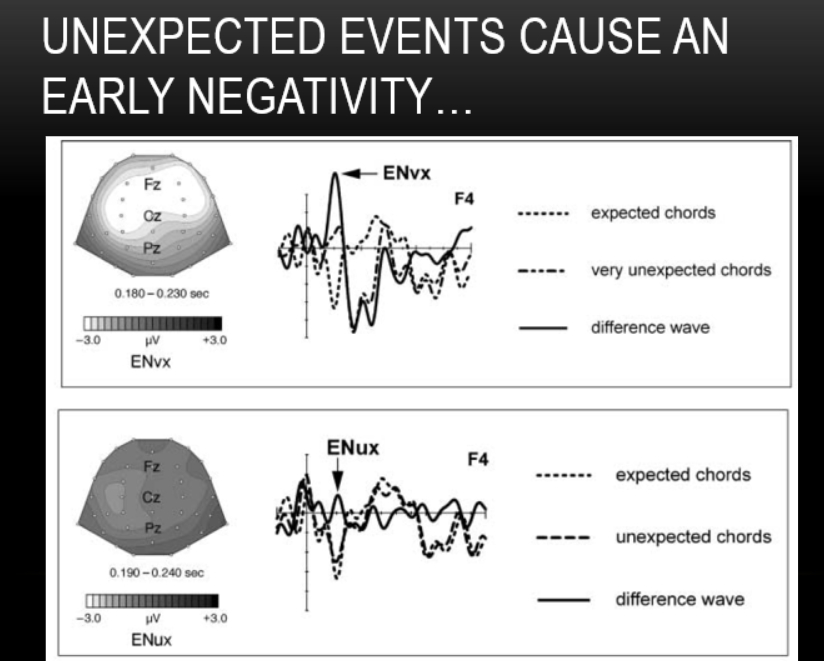 UNEXPECTED EVENTS CAUSE AN
EARLY NEGATIVITY…
Fz
Cz
Pz
0.180 – 0.230 sec
−3.0 µV +3.0
ENvx
ENvx
F4
expected chords
very unexpected chords
difference wave
Fz
Cz
Pz
0.190 – 0.240 sec
−3.0 µV +3.0
ENux
ENux
F4
expected chords
unexpected chords
difference wave